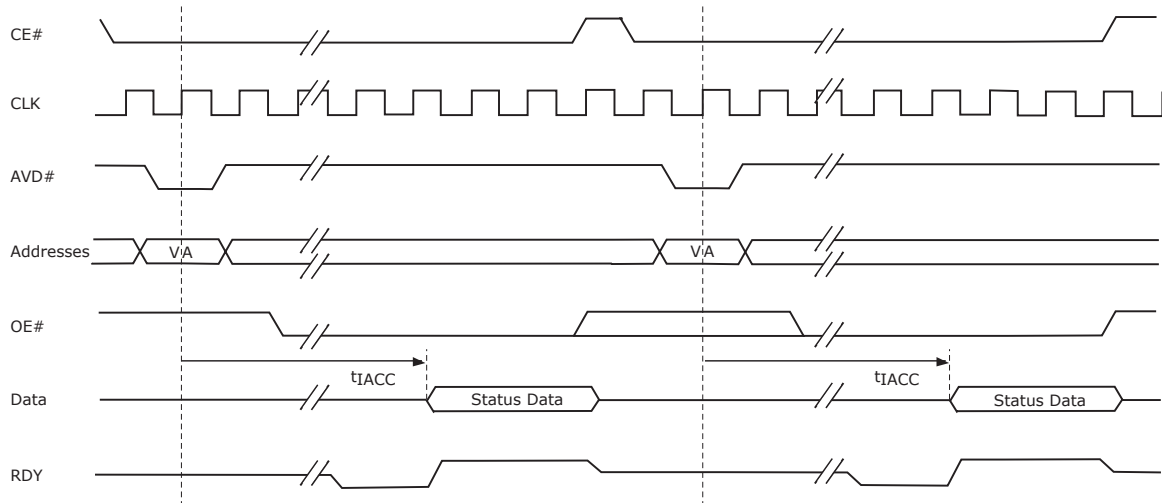 CE#
CLK
AVD#
Addresses
VA
VA
OE#
tIACC
tIACC
Data
Status Data
Status Data
RDY